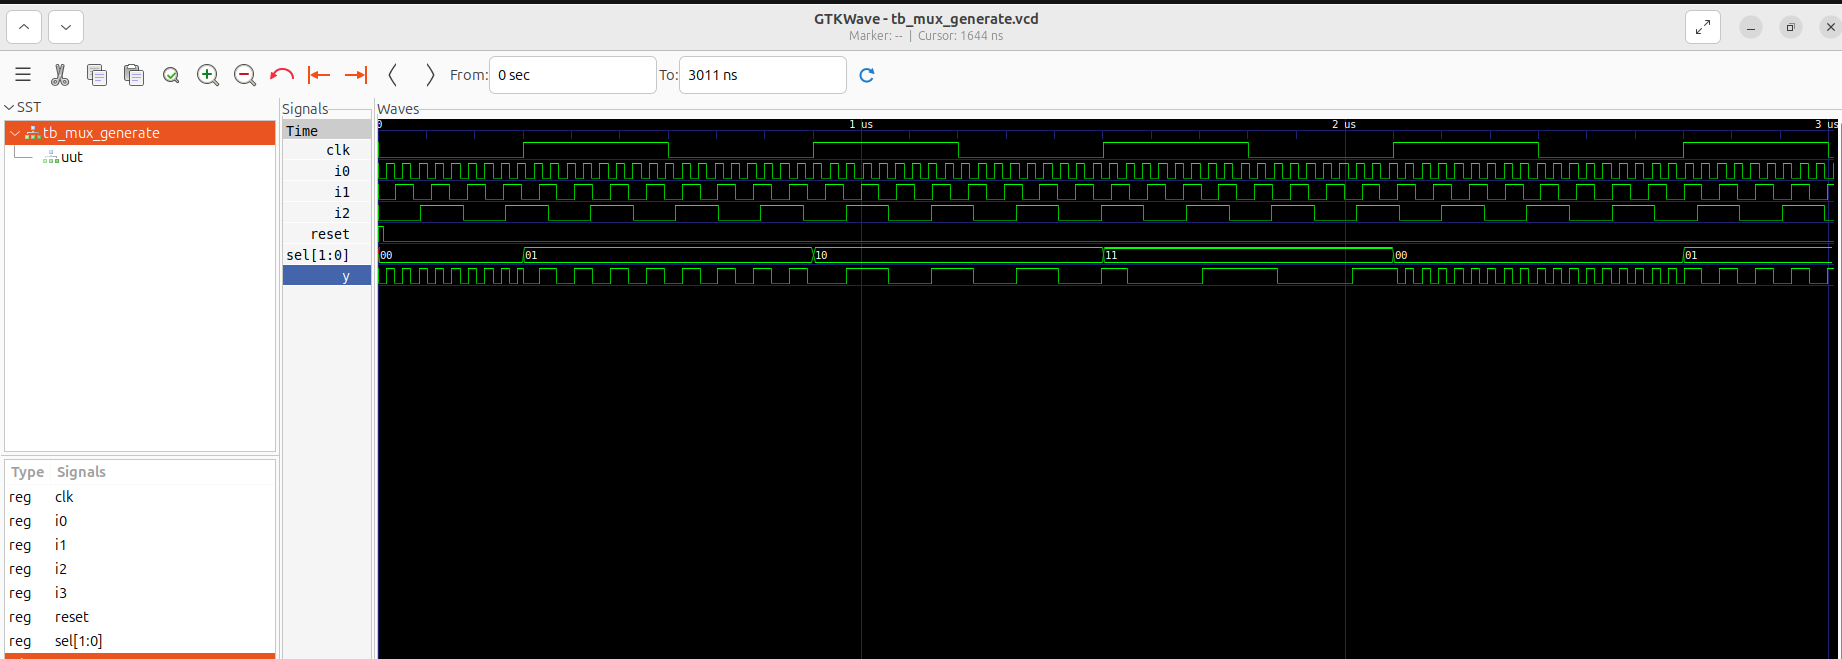 GTKWave - tb_mux_generate.vcd
Marker: -- | Cursor: 1644 ns
From: 0 sec To: 3011 ns
SST
tb_mux_generate
uut
Type Signals
reg clk
reg i0
reg i1
reg i2
reg i3
reg reset
reg sel[1:0]
Signals
Time
clk
i0
i1
i2
reset
sel[1:0]
y
Waves
0 1 us 2 us 3 us
00 01 10 11 00 01